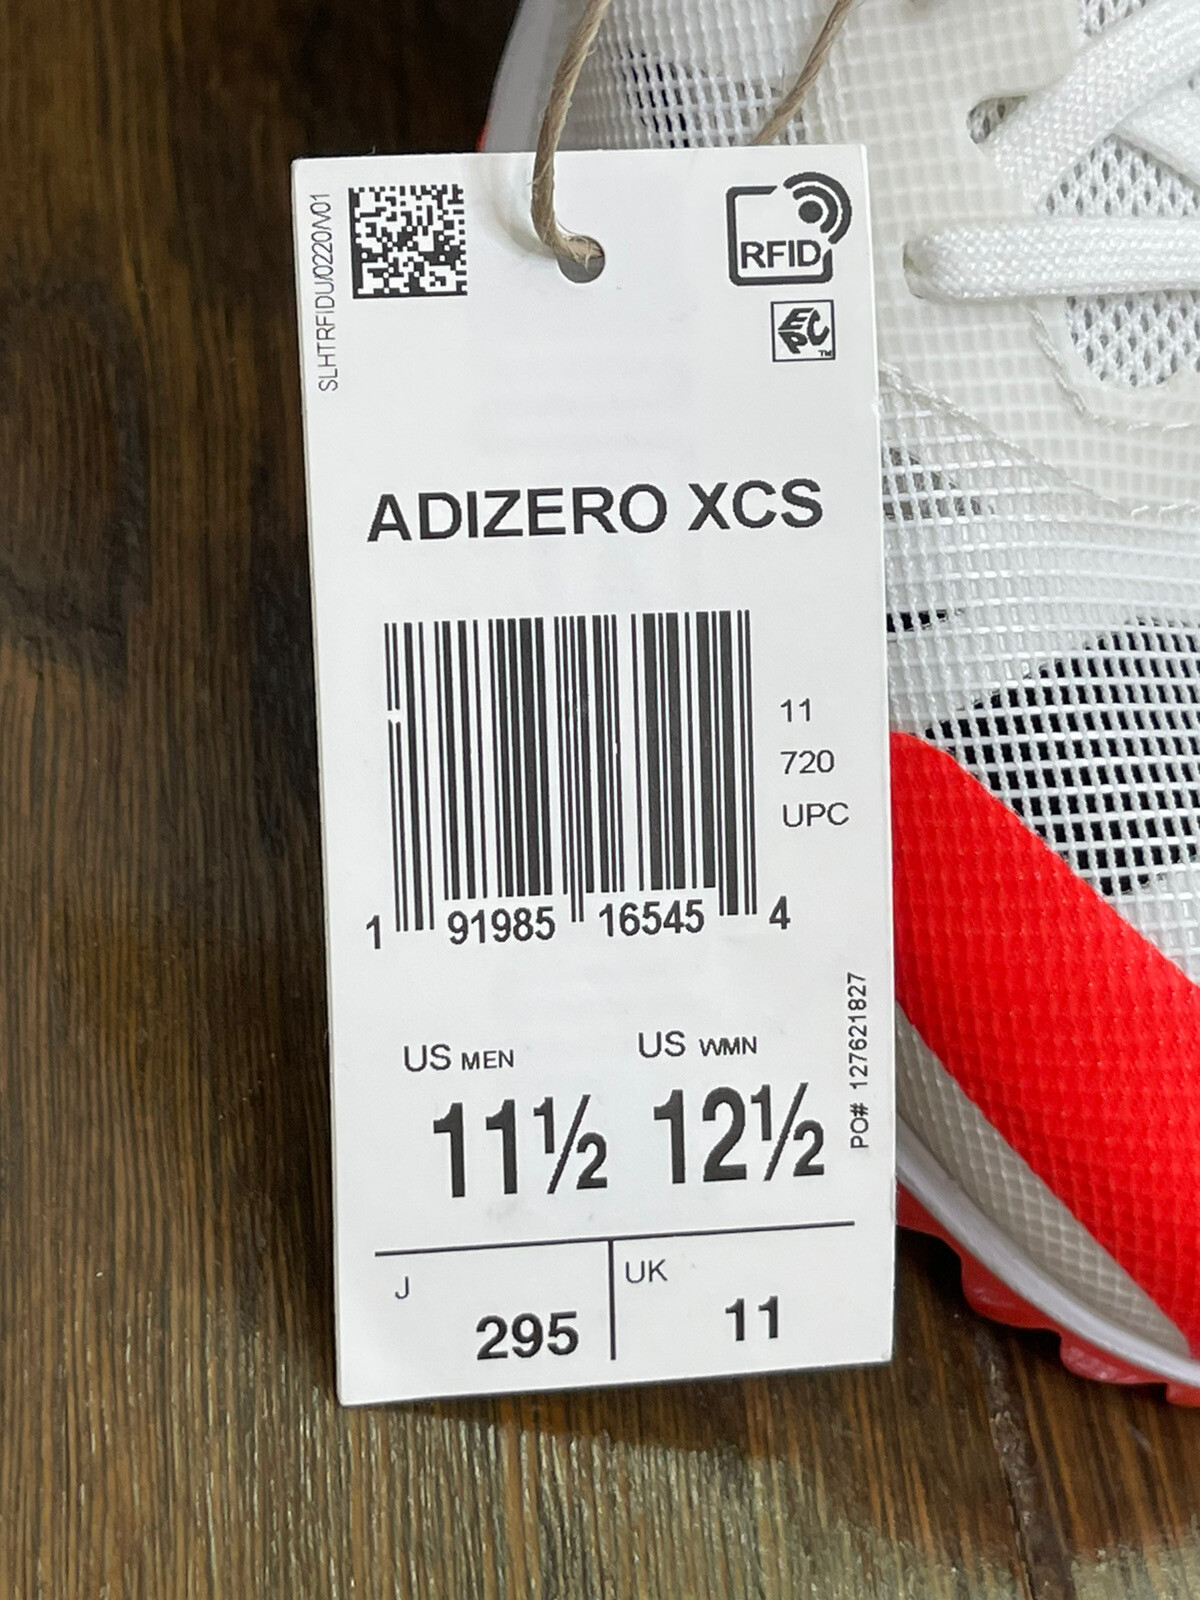 SLHTRFIDU/0220/V01
RFID
EPC™
ADIZERO XCS
11
720
UPC
1 91985 16545 4
PO# 127621827
US MEN US WMN
11½ 12½
J UK
295 11